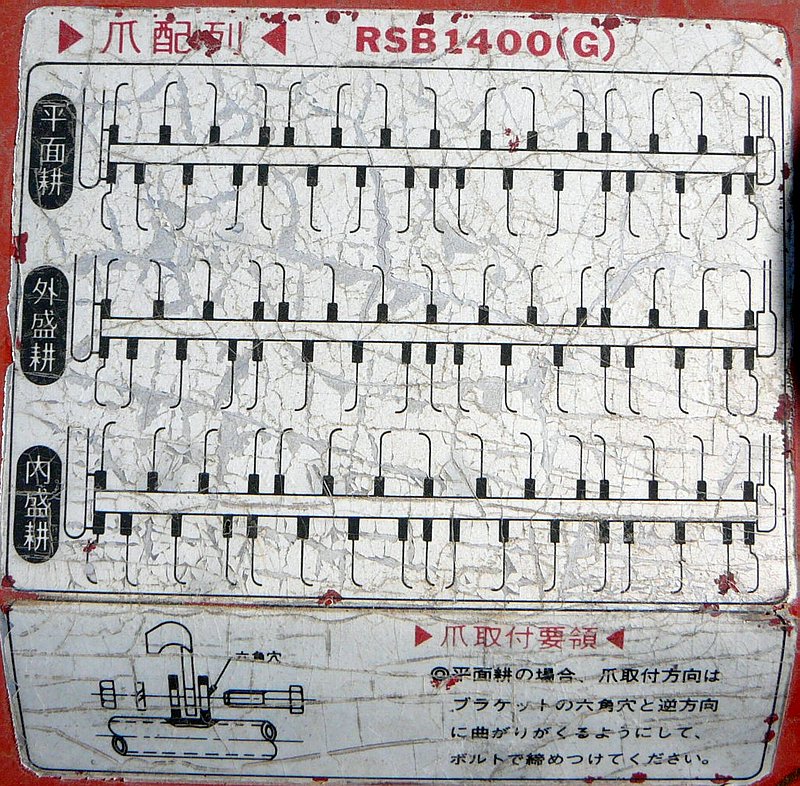 爪配列 RSB1400(G)
平面耕
外盛耕
内盛耕
六角穴
爪取付要領
◎平面耕の場合、爪取付方向は
ブラケットの六角穴と逆方向
に曲がりがくるようにして、
ボルトで締めつけてください。